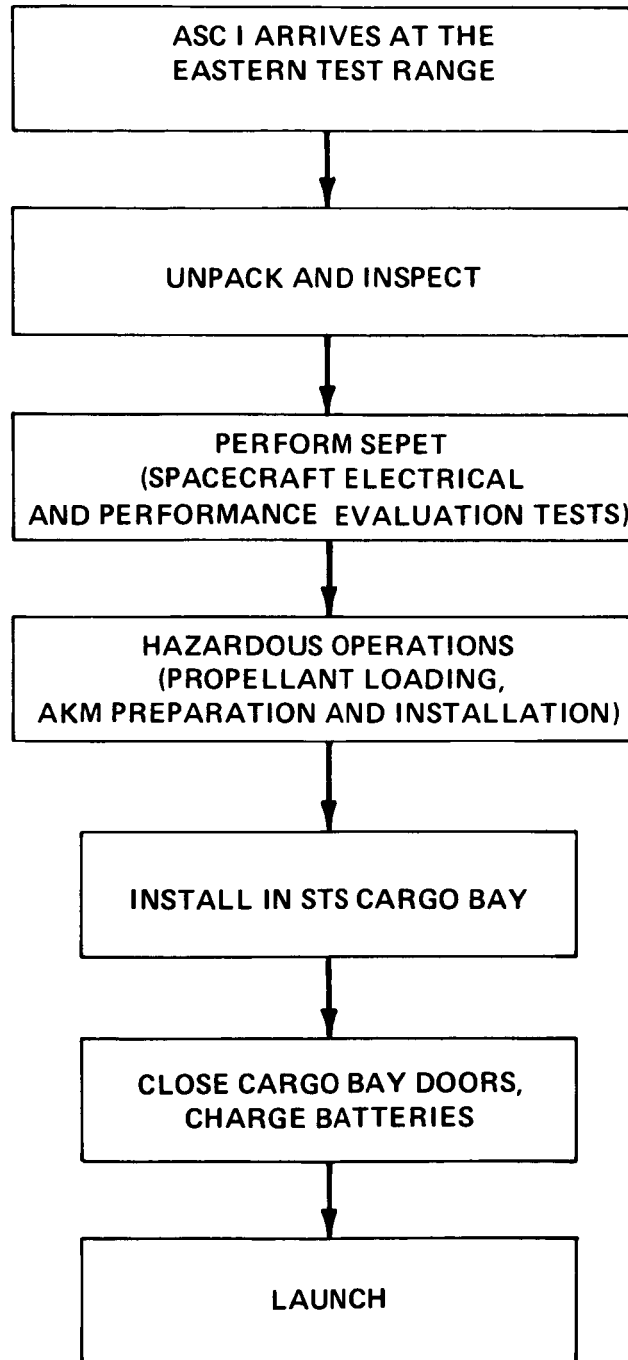 ASC I ARRIVES AT THE
EASTERN TEST RANGE
UNPACK AND INSPECT
PERFORM SEPET
(SPACECRAFT ELECTRICAL
AND PERFORMANCE EVALUATION TESTS)
HAZARDOUS OPERATIONS
(PROPELLANT LOADING,
AKM PREPARATION AND INSTALLATION)
INSTALL IN STS CARGO BAY
CLOSE CARGO BAY DOORS,
CHARGE BATTERIES
LAUNCH